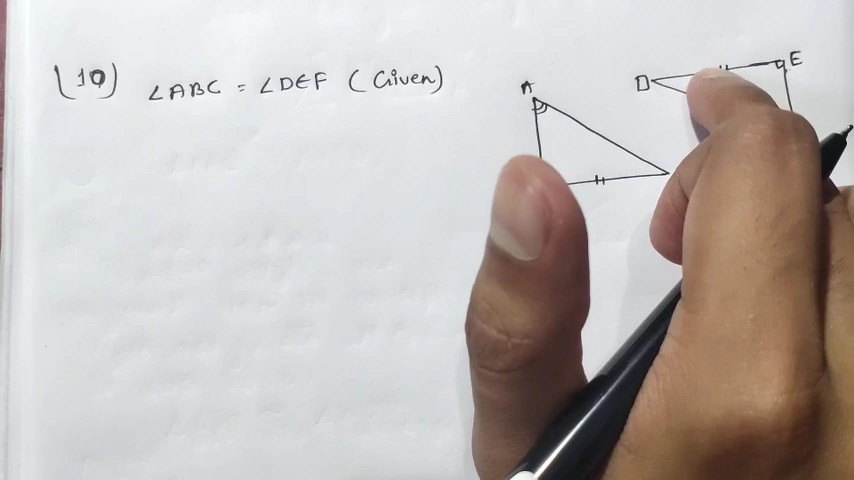 (10) ∠ABC = ∠DEF (Given)
A
D
E